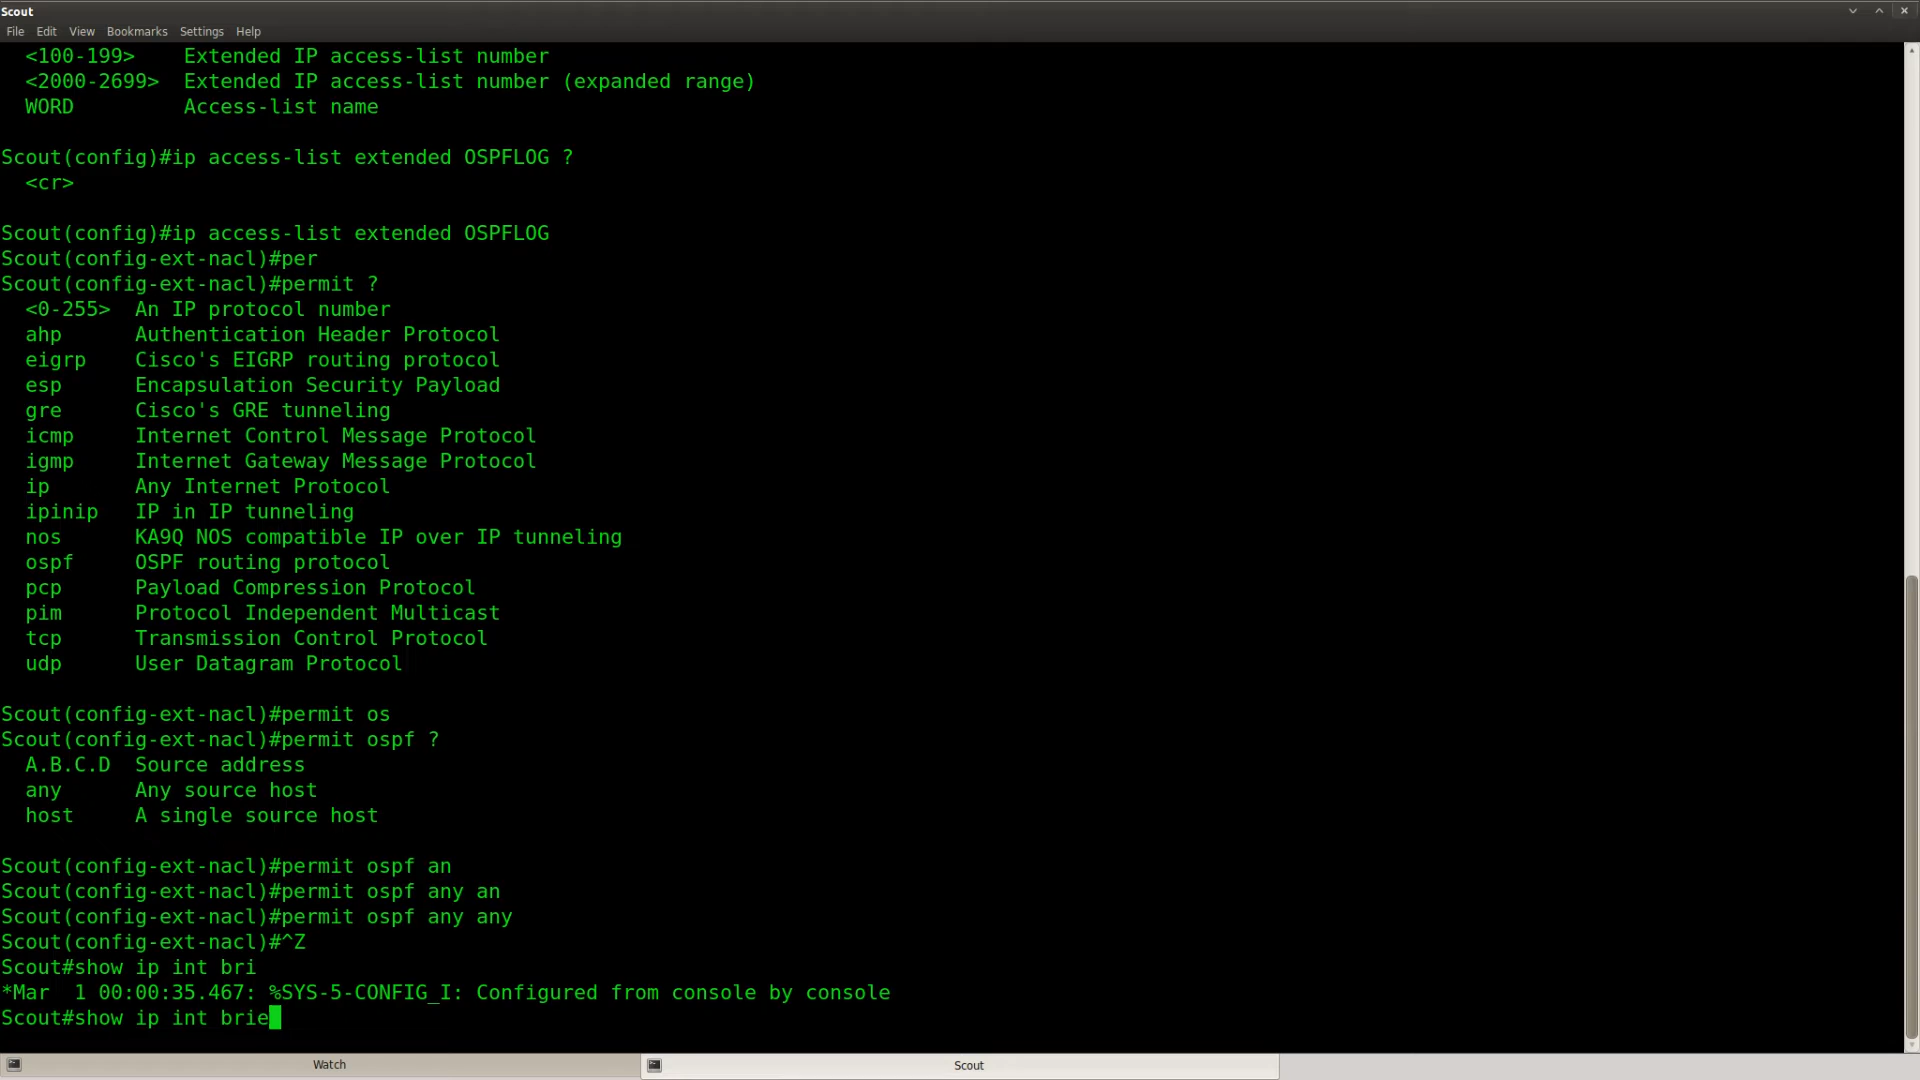 Scout
File Edit View Bookmarks Settings Help
<100-199>    Extended IP access-list number
<2000-2699>  Extended IP access-list number (expanded range)
WORD         Access-list name
Scout(config)#ip access-list extended OSPFLOG ?
<cr>
Scout(config)#ip access-list extended OSPFLOG
Scout(config-ext-nacl)#per
Scout(config-ext-nacl)#permit ?
<0-255>  An IP protocol number
ahp      Authentication Header Protocol
eigrp    Cisco's EIGRP routing protocol
esp      Encapsulation Security Payload
gre      Cisco's GRE tunneling
icmp     Internet Control Message Protocol
igmp     Internet Gateway Message Protocol
ip       Any Internet Protocol
ipinip   IP in IP tunneling
nos      KA9Q NOS compatible IP over IP tunneling
ospf     OSPF routing protocol
pcp      Payload Compression Protocol
pim      Protocol Independent Multicast
tcp      Transmission Control Protocol
udp      User Datagram Protocol
Scout(config-ext-nacl)#permit os
Scout(config-ext-nacl)#permit ospf ?
A.B.C.D  Source address
any      Any source host
host     A single source host
Scout(config-ext-nacl)#permit ospf an
Scout(config-ext-nacl)#permit ospf any an
Scout(config-ext-nacl)#permit ospf any any
Scout(config-ext-nacl)#^Z
Scout#show ip int bri
*Mar  1 00:00:35.467: %SYS-5-CONFIG_I: Configured from console by console
Scout#show ip int brie
Watch
Scout